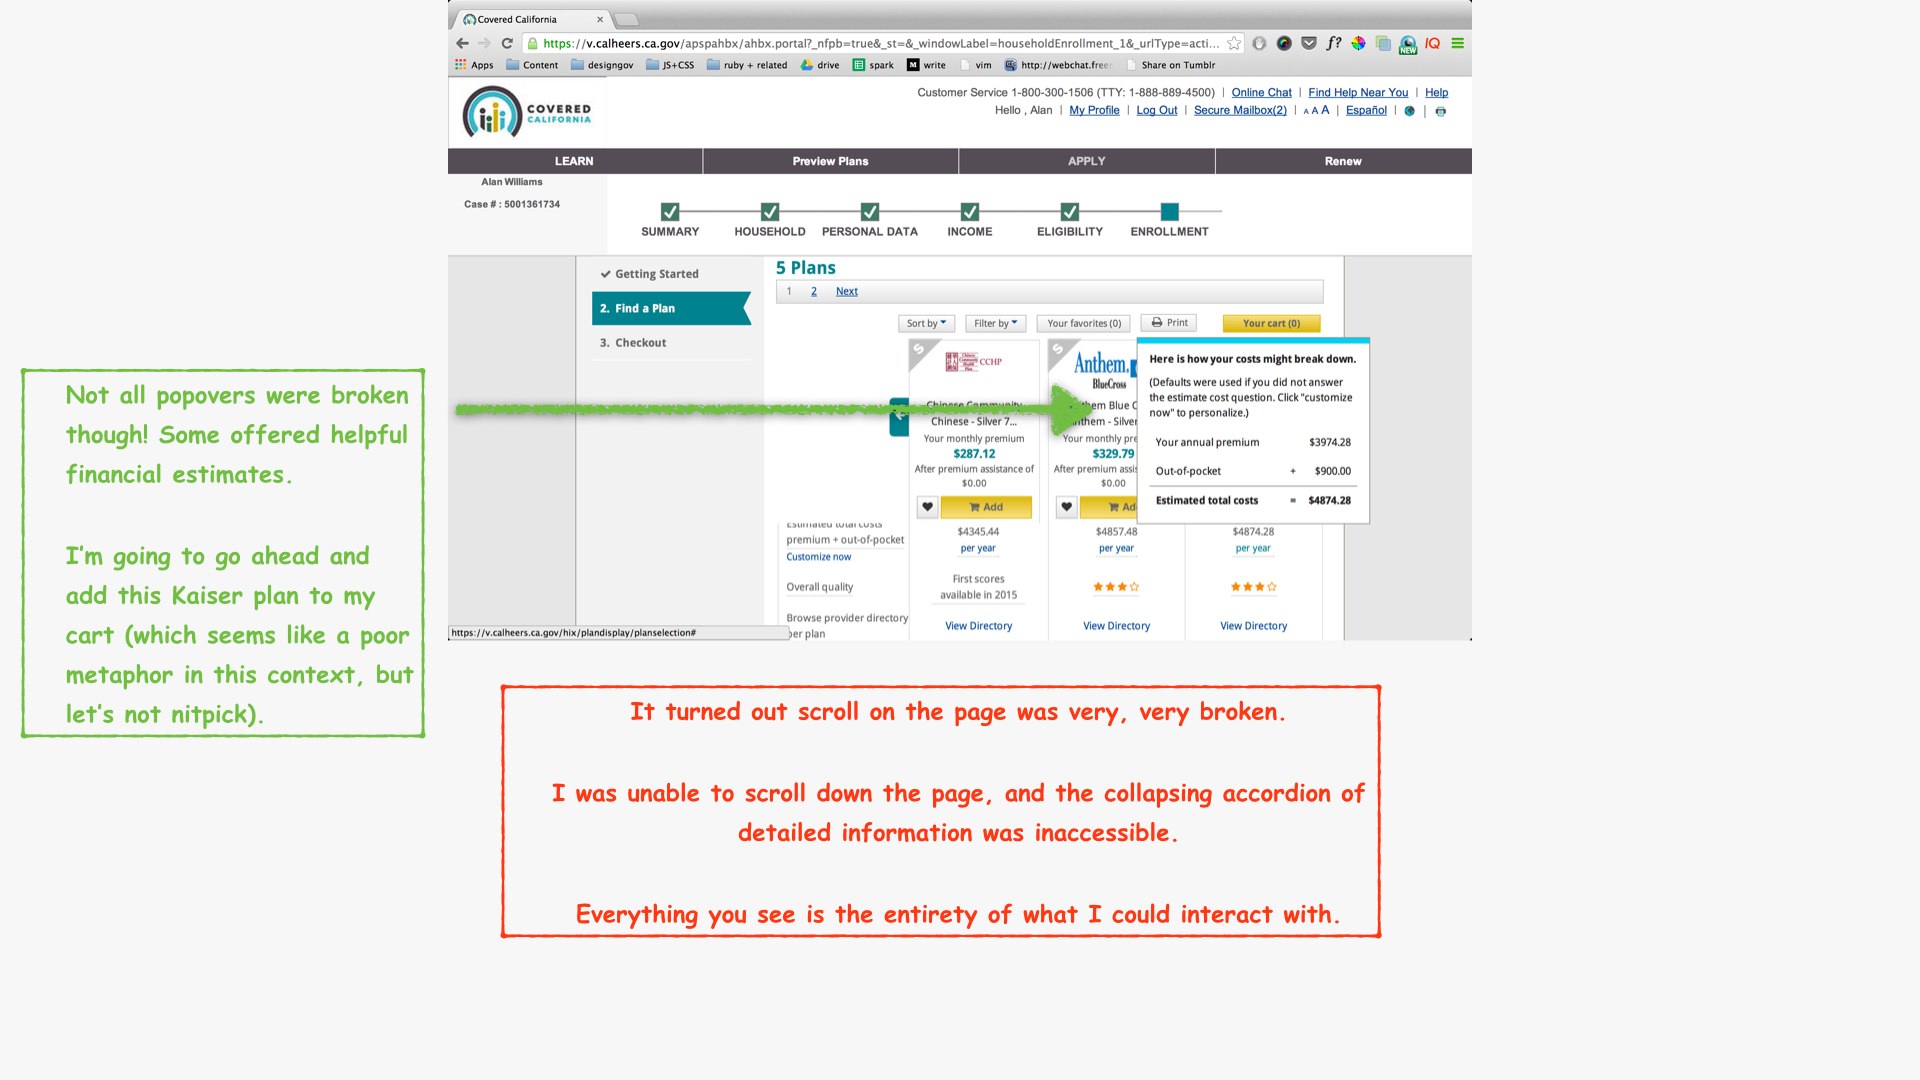 Covered California
https://v.calheers.ca.gov/apspahbx/ahbx.portal?_nfpb=true&_st=&_windowLabel=householdEnrollment_1&_urlType=acti...
f?
NEW
IQ
Apps Content designgov JS+CSS ruby + related drive spark write vim http://webchat.free Share on Tumblr
COVERED
CALIFORNIA
Customer Service 1-800-300-1506 (TTY: 1-888-889-4500) | Online Chat | Find Help Near You | Help
Hello , Alan | My Profile | Log Out | Secure Mailbox(2) | A A A | Español |
LEARN Preview Plans APPLY Renew
Alan Williams
Case # : 5001361734
SUMMARY HOUSEHOLD PERSONAL DATA INCOME ELIGIBILITY ENROLLMENT
Getting Started
2. Find a Plan
3. Checkout
5 Plans
1 2 Next
Sort by Filter by Your favorites (0) Print Your cart (0)
S CCHP
S Anthem.
BlueCross
Chinese Community
Chinese - Silver 7...
Your monthly premium
$287.12
After premium assistance of
$0.00
Add
them Blue C
nthem - Silver
Your monthly pre
$329.79
After premium assis
$0.00
Ad
Here is how your costs might break down.
(Defaults were used if you did not answer
the estimate cost question. Click "customize
now" to personalize.)
Your annual premium $3974.28
Out-of-pocket + $900.00
Estimated total costs = $4874.28
Estimated total costs
premium + out-of-pocket
Customize now
$4345.44 $4857.48 $4874.28
per year per year per year
Overall quality
First scores
available in 2015
Browse provider directory
per plan
View Directory View Directory View Directory
https://v.calheers.ca.gov/hix/plandisplay/planselection#
Not all popovers were broken
though! Some offered helpful
financial estimates.
I'm going to go ahead and
add this Kaiser plan to my
cart (which seems like a poor
metaphor in this context, but
let's not nitpick).
It turned out scroll on the page was very, very broken.
I was unable to scroll down the page, and the collapsing accordion of
detailed information was inaccessible.
Everything you see is the entirety of what I could interact with.